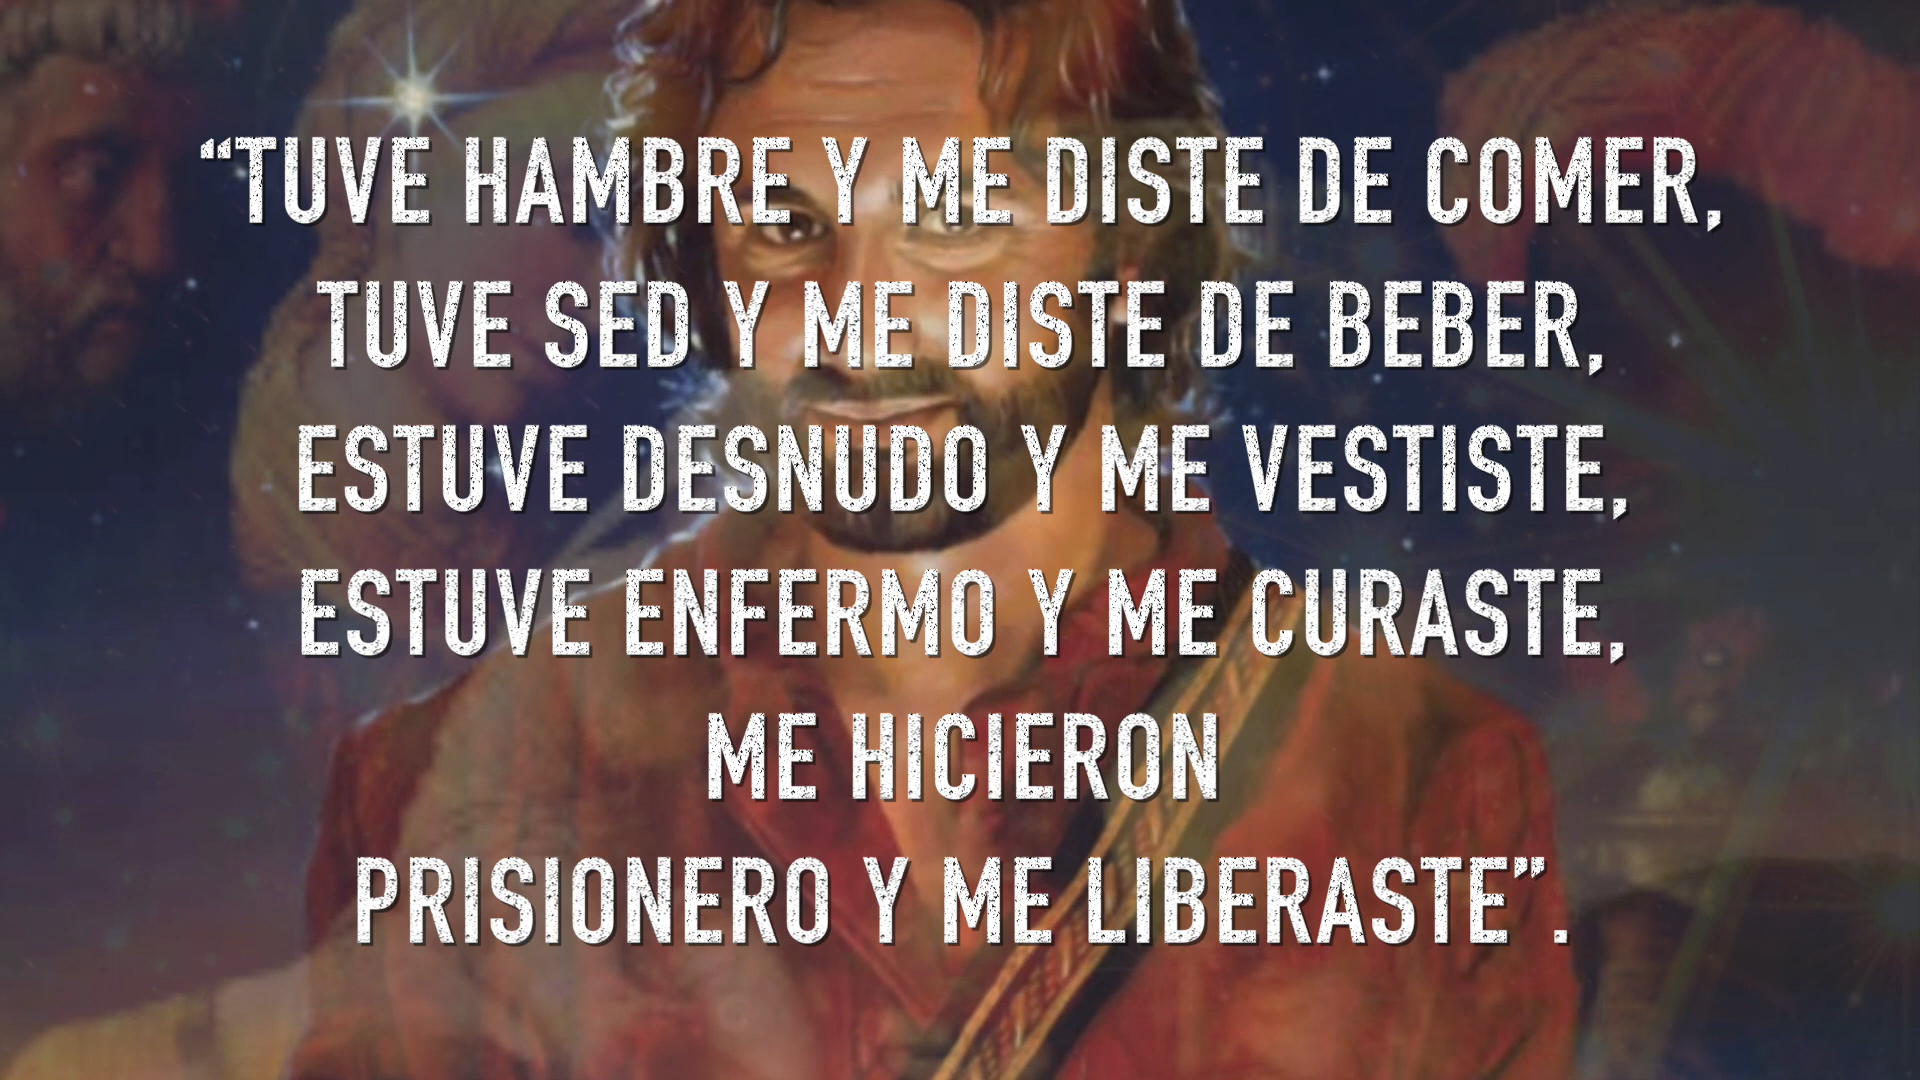 “TUVE HAMBRE Y ME DISTE DE COMER,
TUVE SED Y ME DISTE DE BEBER,
ESTUVE DESNUDO Y ME VESTISTE,
ESTUVE ENFERMO Y ME CURASTE,
ME HICIERON
PRISIONERO Y ME LIBERASTE”.